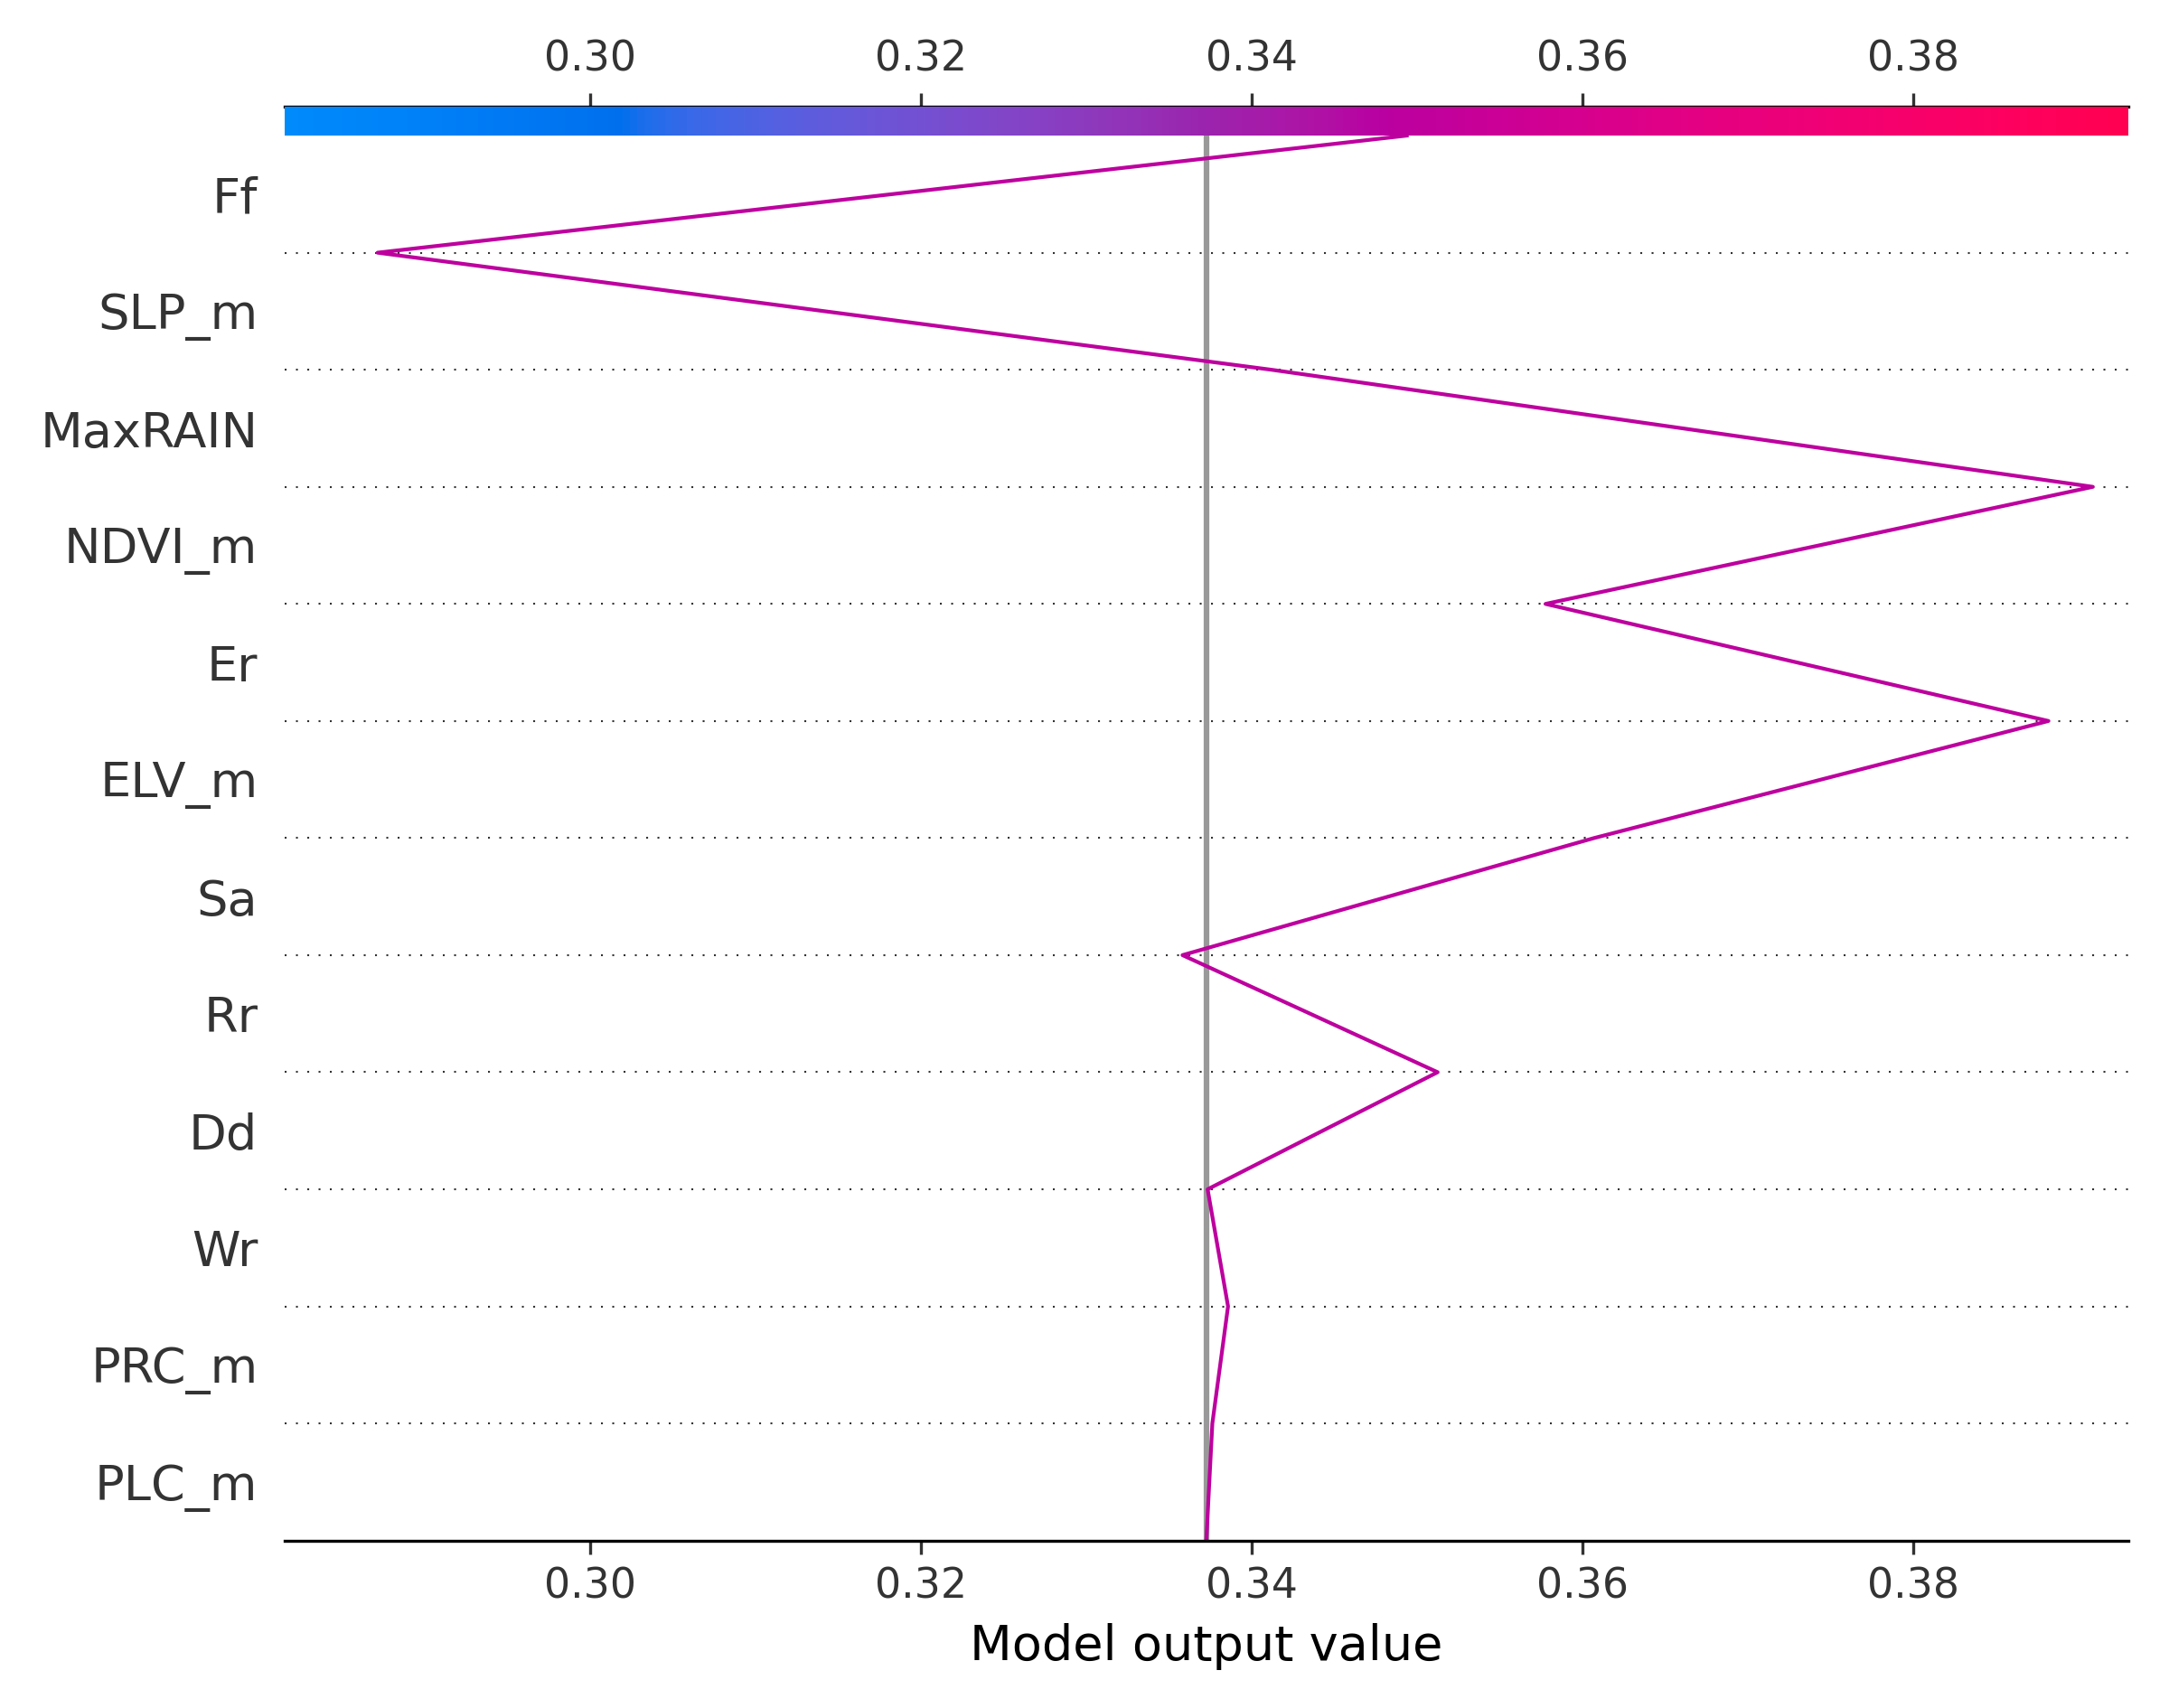 0.30 0.32 0.34 0.36 0.38
Ff
SLP_m
MaxRAIN
NDVI_m
Er
ELV_m
Sa
Rr
Dd
Wr
PRC_m
PLC_m
0.30 0.32 0.34 0.36 0.38
Model output value